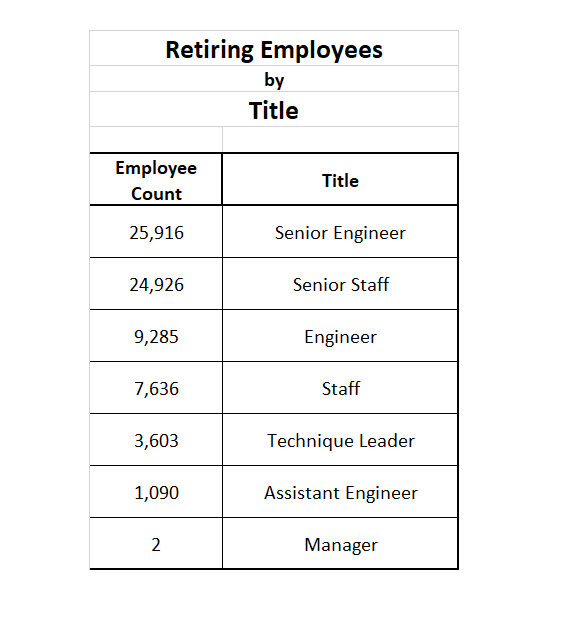 Retiring Employees
by
Title
Employee Count Title
25,916 Senior Engineer
24,926 Senior Staff
9,285 Engineer
7,636 Staff
3,603 Technique Leader
1,090 Assistant Engineer
2 Manager